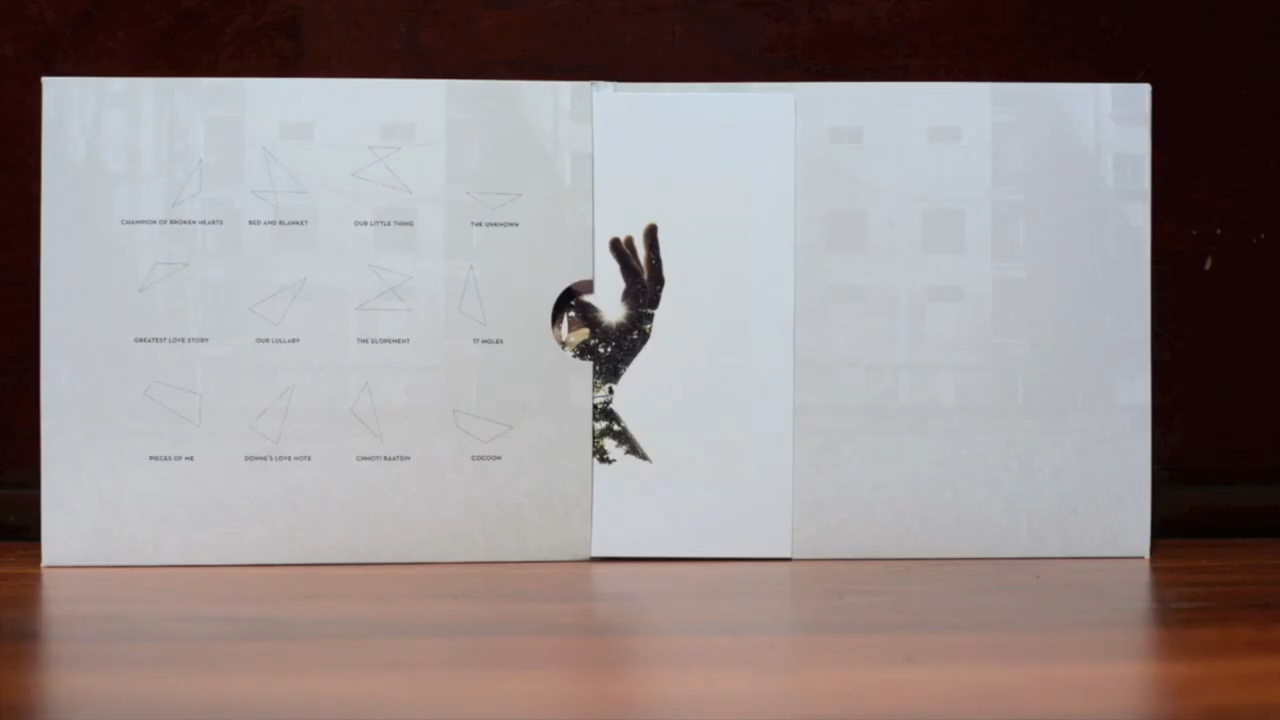 CHAMPION OF BROKEN HEARTS
BED AND BLANKET
OUR LITTLE THING
THE UNKNOWN
GREATEST LOVE STORY
OUR LULLABY
THE ELOPEMENT
17 MOLES
PIECES OF ME
DONNE'S LOVE NOTE
CHHOTI BAATEIN
COCOON